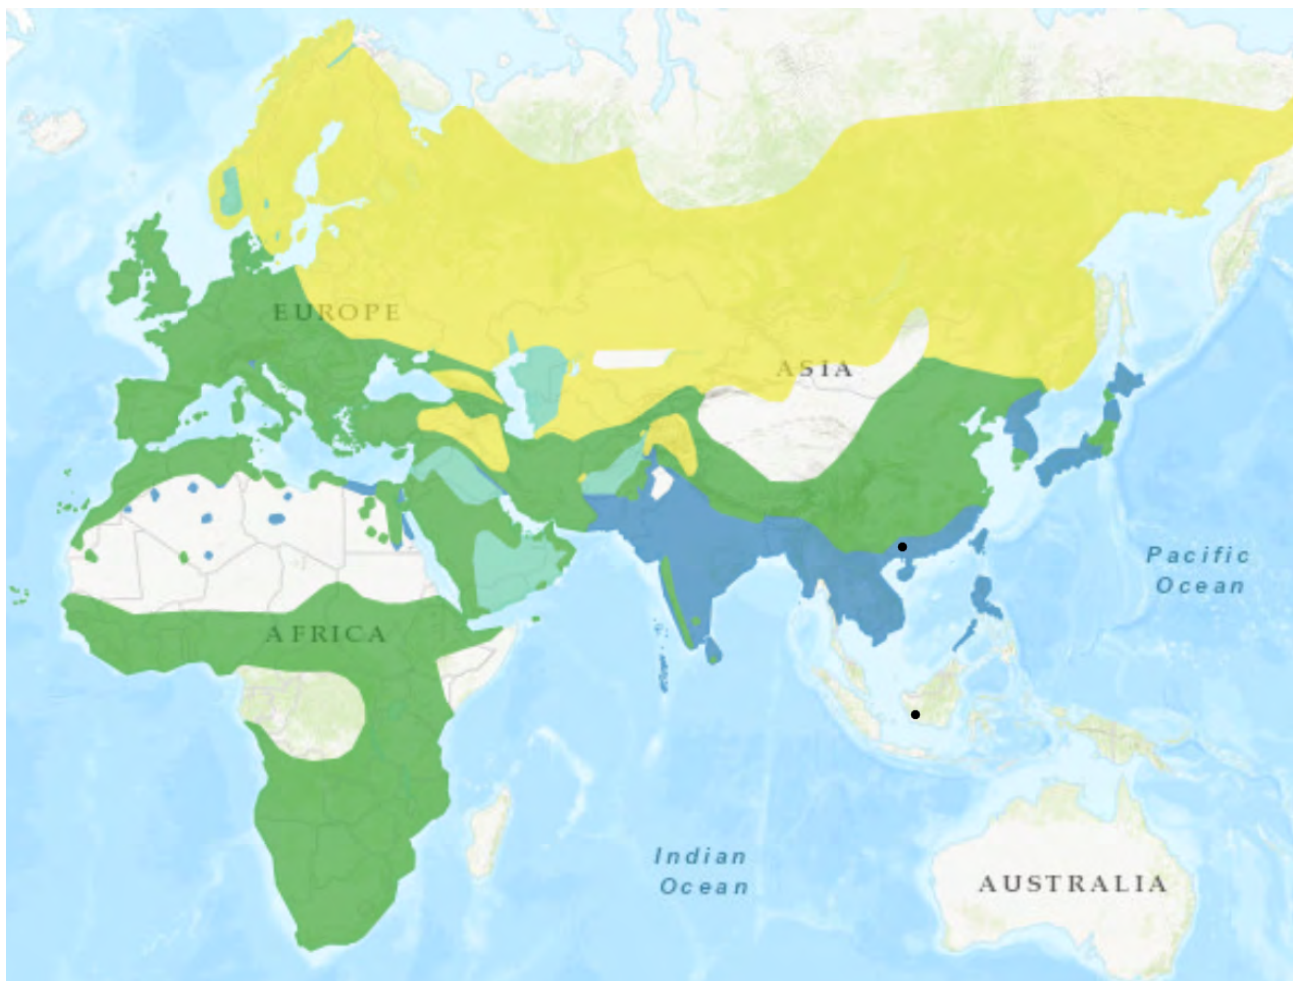 EUROPE
ASIA
Pacific
Ocean
AFRICA
Indian
Ocean
AUSTRALIA